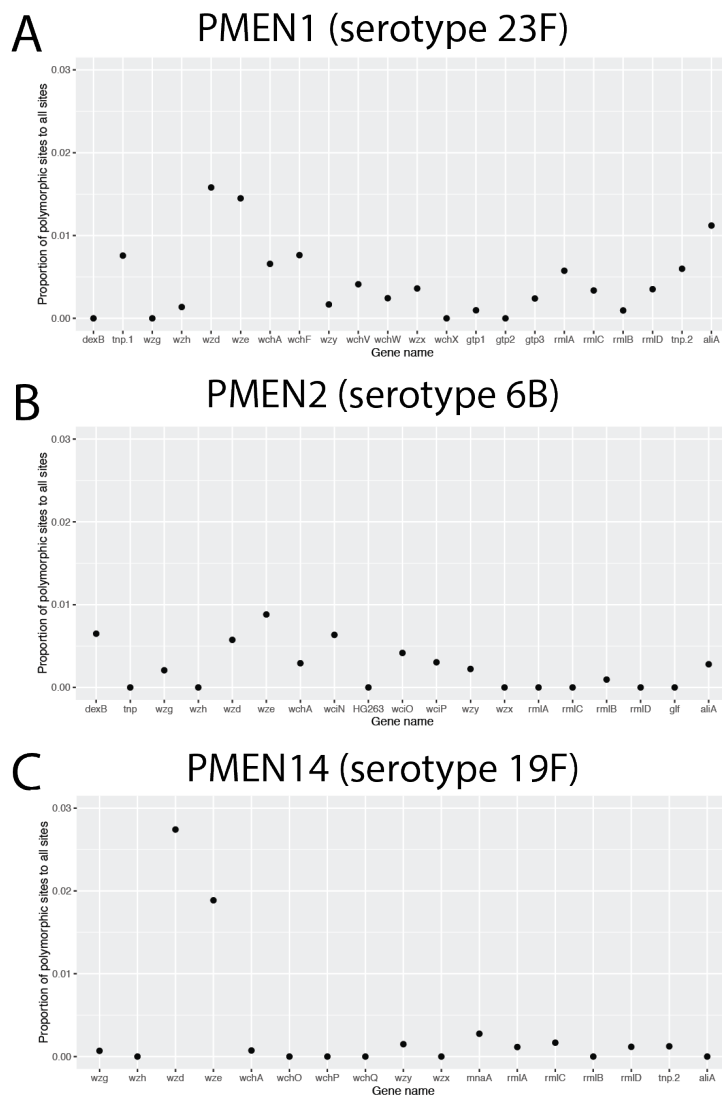 A
PMEN1 (serotype 23F)
Proportion of polymorphic sites to all sites
0.03
0.02
0.01
0.00
dexB tnp.1 wzg wzh wzd wze wchA wchF wzy wchV wchW wzx wchX gtp1 gtp2 gtp3 rmlA rmlC rmlB rmlD tnp.2 aliA
Gene name
B
PMEN2 (serotype 6B)
Proportion of polymorphic sites to all sites
0.03
0.02
0.01
0.00
dexB tnp wzg wzh wzd wze wchA wciN HG263 wciO wciP wzy wzx rmlA rmlC rmlB rmlD glf aliA
Gene name
C
PMEN14 (serotype 19F)
Proportion of polymorphic sites to all sites
0.03
0.02
0.01
0.00
wzg wzh wzd wze wchA wchO wchP wchQ wzy wzx mnaA rmlA rmlC rmlB rmlD tnp.2 aliA
Gene name